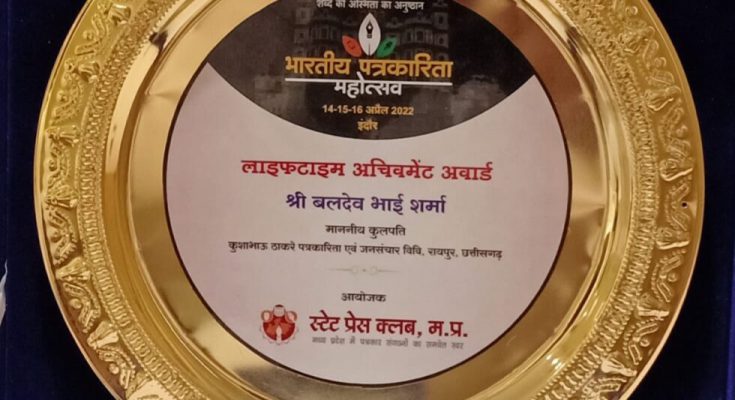 शब्द की अस्मिता का अनुष्ठान
भारतीय पत्रकारिता
महोत्सव
14-15-16 अप्रैल 2022
इंदौर
लाइफटाइम अचिवमेंट अवार्ड
श्री बलदेव भाई शर्मा
माननीय कुलपति
कुशाभाऊ ठाकरे पत्रकारिता एवं जनसंचार विवि, रायपुर, छत्तीसगढ़
आयोजक
स्टेट प्रेस क्लब, म.प्र.
मध्य प्रदेश में पत्रकार संगठनों का समवेत स्वर